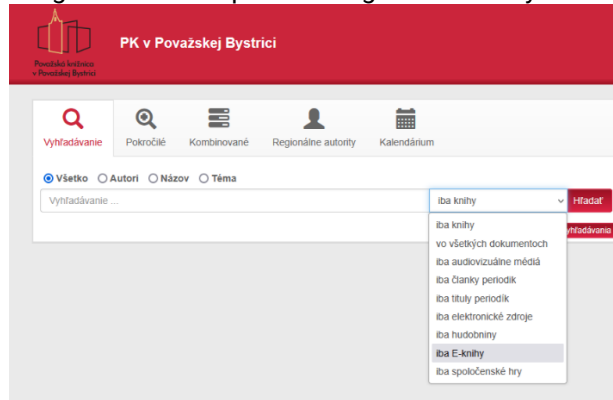 PK v Považskej Bystrici
Považská knižnica
v Považskej Bystrici
Vyhľadávanie
Pokročilé
Kombinované
Regionálne autority
Kalendárium
Všetko Autori Názov Téma
Vyhľadávanie ...
iba knihy
Hľadať
iba knihy
vo všetkých dokumentoch
iba audiovizuálne médiá
iba články periodík
iba tituly periodík
iba elektronické zdroje
iba hudobniny
iba E-knihy
iba spoločenské hry